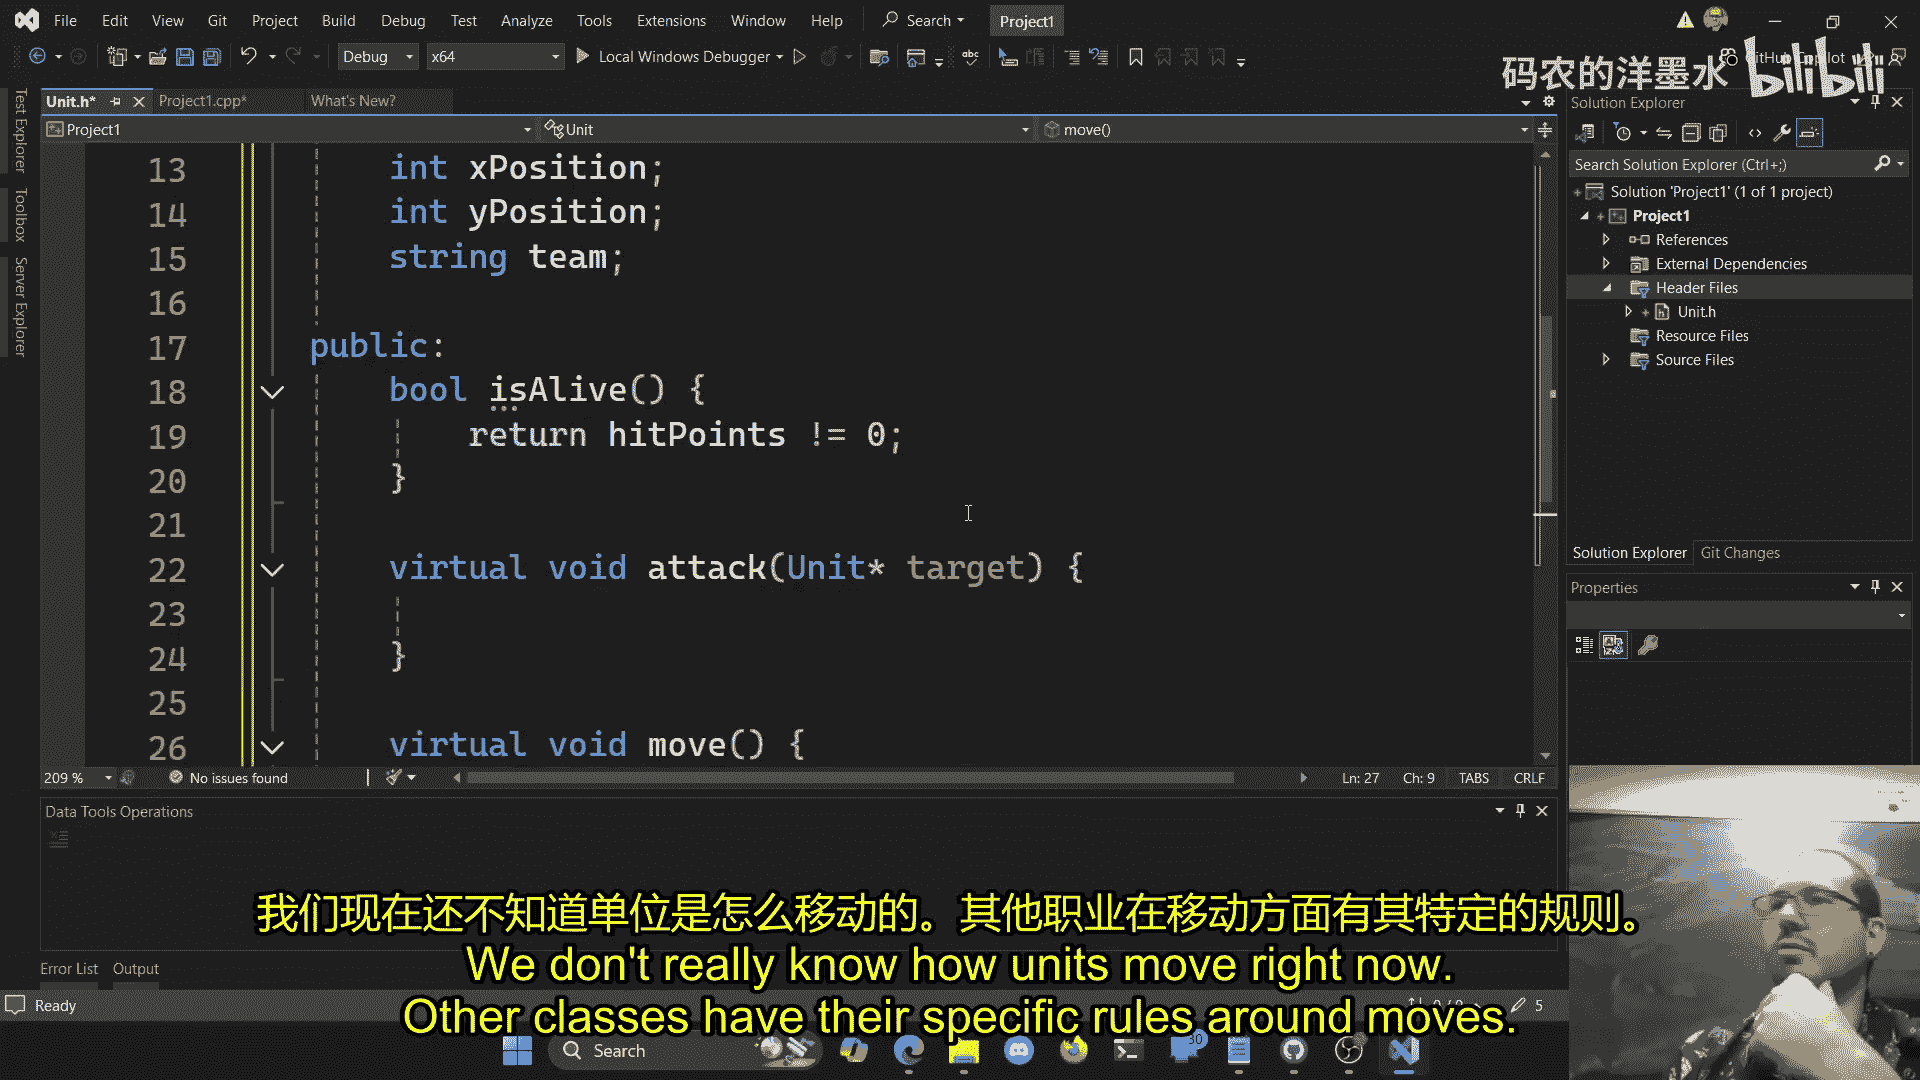 File Edit View Git Project Build Debug Test Analyze Tools Extensions Window Help Search Project1
Debug x64 Local Windows Debugger
码农的洋墨水 bilibili
Unit.h* Project1.cpp* What's New?
Project1 Unit move()
Test Explorer
Toolbox
Server Explorer
13 int xPosition;
14 int yPosition;
15 string team;
16
17 public:
18 bool isAlive() {
19 return hitPoints != 0;
20 }
21
22 virtual void attack(Unit* target) {
23
24 }
25
26 virtual void move() {
209 % No issues found Ln: 27 Ch: 9 TABS CRLF
Solution Explorer
Search Solution Explorer (Ctrl+;)
Solution 'Project1' (1 of 1 project)
Project1
References
External Dependencies
Header Files
Unit.h
Resource Files
Source Files
Solution Explorer Git Changes
Properties
Data Tools Operations
我们现在还不知道单位是怎么移动的。其他职业在移动方面有其特定的规则。
We don't really know how units move right now.
Other classes have their specific rules around moves.
Error List Output
Ready 5
Search 30